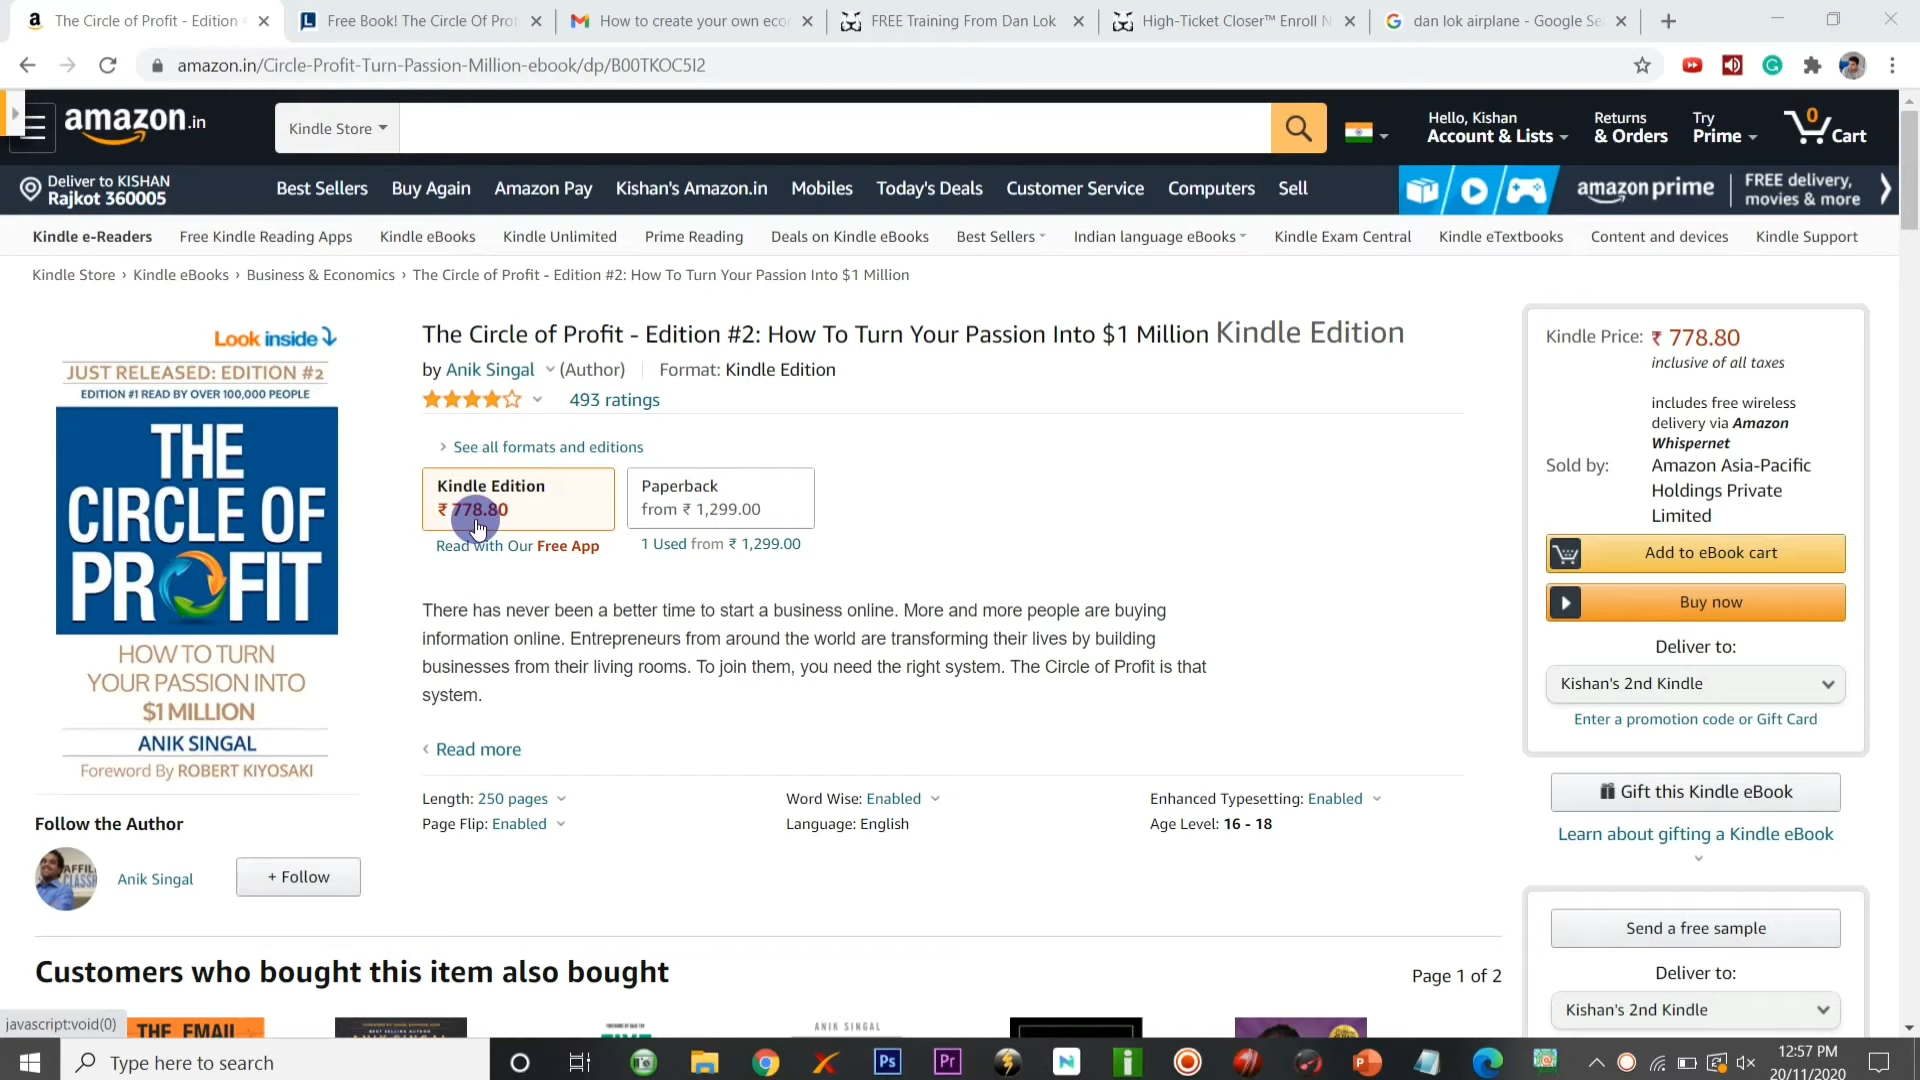 The Circle of Profit - Edition
Free Book! The Circle Of Prof
How to create your own eco
FREE Training From Dan Lok
High-Ticket Closer™ Enroll N
dan lok airplane - Google Se
amazon.in/Circle-Profit-Turn-Passion-Million-ebook/dp/B00TKOC5I2
amazon.in
Kindle Store
Hello, Kishan
Account & Lists
Returns
& Orders
Try
Prime
0
Cart
Deliver to KISHAN
Rajkot 360005
Best Sellers
Buy Again
Amazon Pay
Kishan's Amazon.in
Mobiles
Today's Deals
Customer Service
Computers
Sell
amazon prime
FREE delivery,
movies & more
Kindle e-Readers
Free Kindle Reading Apps
Kindle eBooks
Kindle Unlimited
Prime Reading
Deals on Kindle eBooks
Best Sellers
Indian language eBooks
Kindle Exam Central
Kindle eTextbooks
Content and devices
Kindle Support
Kindle Store › Kindle eBooks › Business & Economics › The Circle of Profit - Edition #2: How To Turn Your Passion Into $1 Million
Look inside
JUST RELEASED: EDITION #2
EDITION #1 READ BY OVER 100,000 PEOPLE
THE
CIRCLE OF
PROFIT
HOW TO TURN
YOUR PASSION INTO
$1 MILLION
ANIK SINGAL
Foreword By ROBERT KIYOSAKI
Follow the Author
AFFIL
CLASSR
Anik Singal
+ Follow
The Circle of Profit - Edition #2: How To Turn Your Passion Into $1 Million Kindle Edition
by Anik Singal (Author)
Format: Kindle Edition
493 ratings
› See all formats and editions
Kindle Edition
₹ 778.80
Read with Our Free App
Paperback
from ₹ 1,299.00
1 Used from ₹ 1,299.00
There has never been a better time to start a business online. More and more people are buying
information online. Entrepreneurs from around the world are transforming their lives by building
businesses from their living rooms. To join them, you need the right system. The Circle of Profit is that
system.
‹ Read more
Length: 250 pages
Word Wise: Enabled
Enhanced Typesetting: Enabled
Page Flip: Enabled
Language: English
Age Level: 16 - 18
Kindle Price: ₹ 778.80
inclusive of all taxes
includes free wireless
delivery via Amazon
Whispernet
Sold by:
Amazon Asia-Pacific
Holdings Private
Limited
Add to eBook cart
Buy now
Deliver to:
Kishan's 2nd Kindle
Enter a promotion code or Gift Card
Gift this Kindle eBook
Learn about gifting a Kindle eBook
Send a free sample
Deliver to:
Kishan's 2nd Kindle
Customers who bought this item also bought
Page 1 of 2
javascript:void(0)
THE EMAIL
ANIK SINGAL
Type here to search
Ps
Pr
12:57 PM
20/11/2020